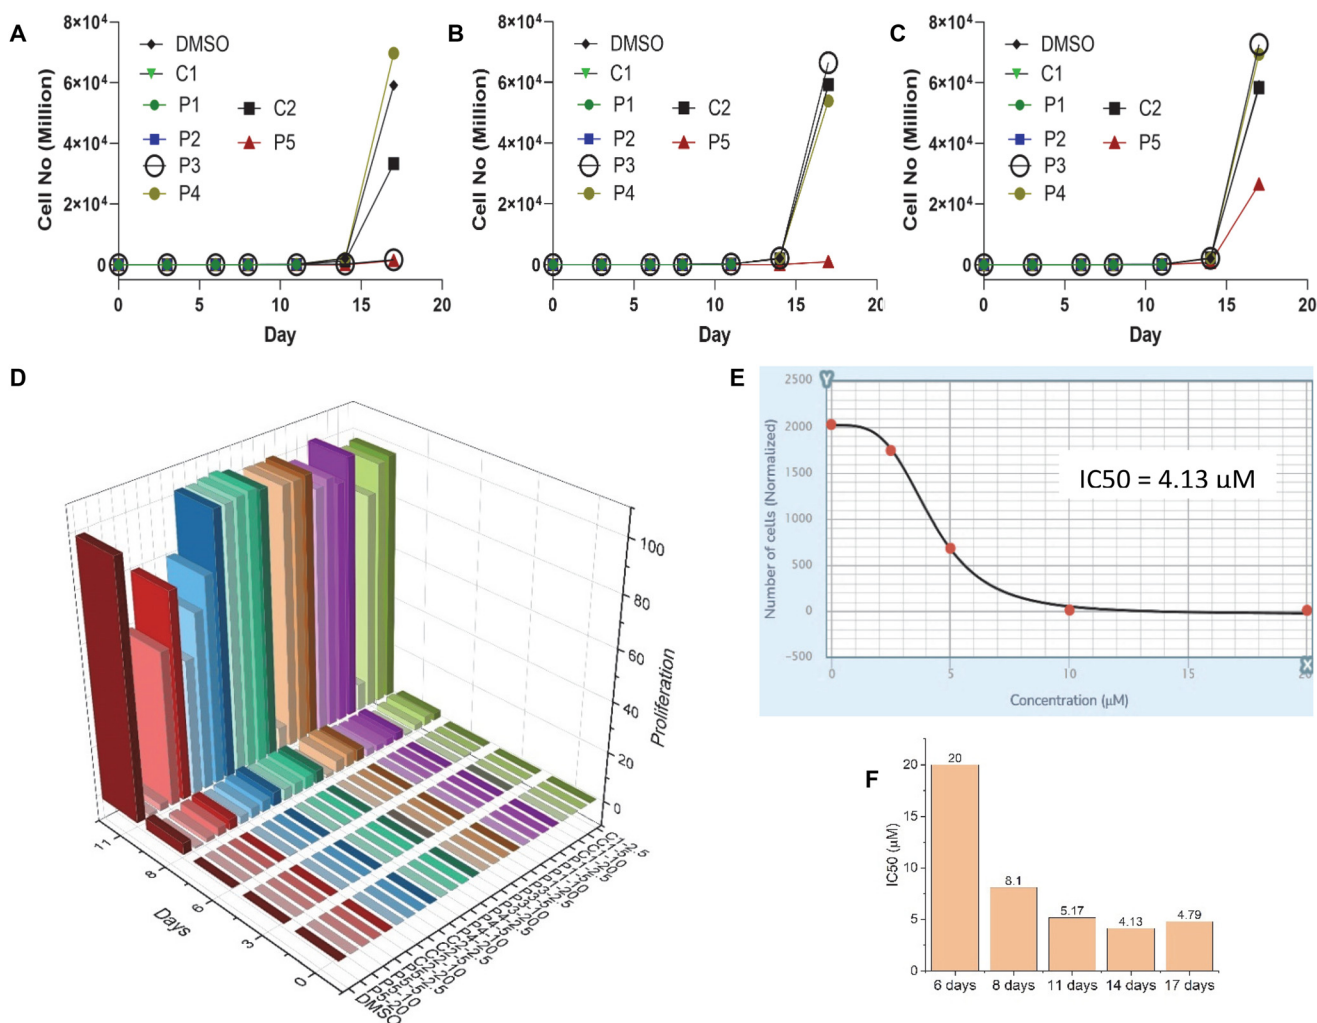 A
8×10⁴
6×10⁴
4×10⁴
2×10⁴
0
Cell No (Million)
DMSO
C1
P1
P2
P3
P4
C2
P5
0 5 10 15 20
Day
B
8×10⁴
6×10⁴
4×10⁴
2×10⁴
0
Cell No (Million)
DMSO
C1
P1
P2
P3
P4
C2
P5
0 5 10 15 20
Day
C
8×10⁴
6×10⁴
4×10⁴
2×10⁴
0
Cell No (Million)
DMSO
C1
P1
P2
P3
P4
C2
P5
0 5 10 15 20
Day
D
100
80
60
40
20
0
Proliferation
11
8
6
3
0
Days
DMSO
E
Y
2500
2000
1500
1000
500
0
-500
Number of cells (Normalized)
IC50 = 4.13 µM
0 5 10 15 20
X
Concentration (µM)
F
20
15
10
5
0
IC50 (µM)
20
8.1
5.17
4.13
4.79
6 days 8 days 11 days 14 days 17 days